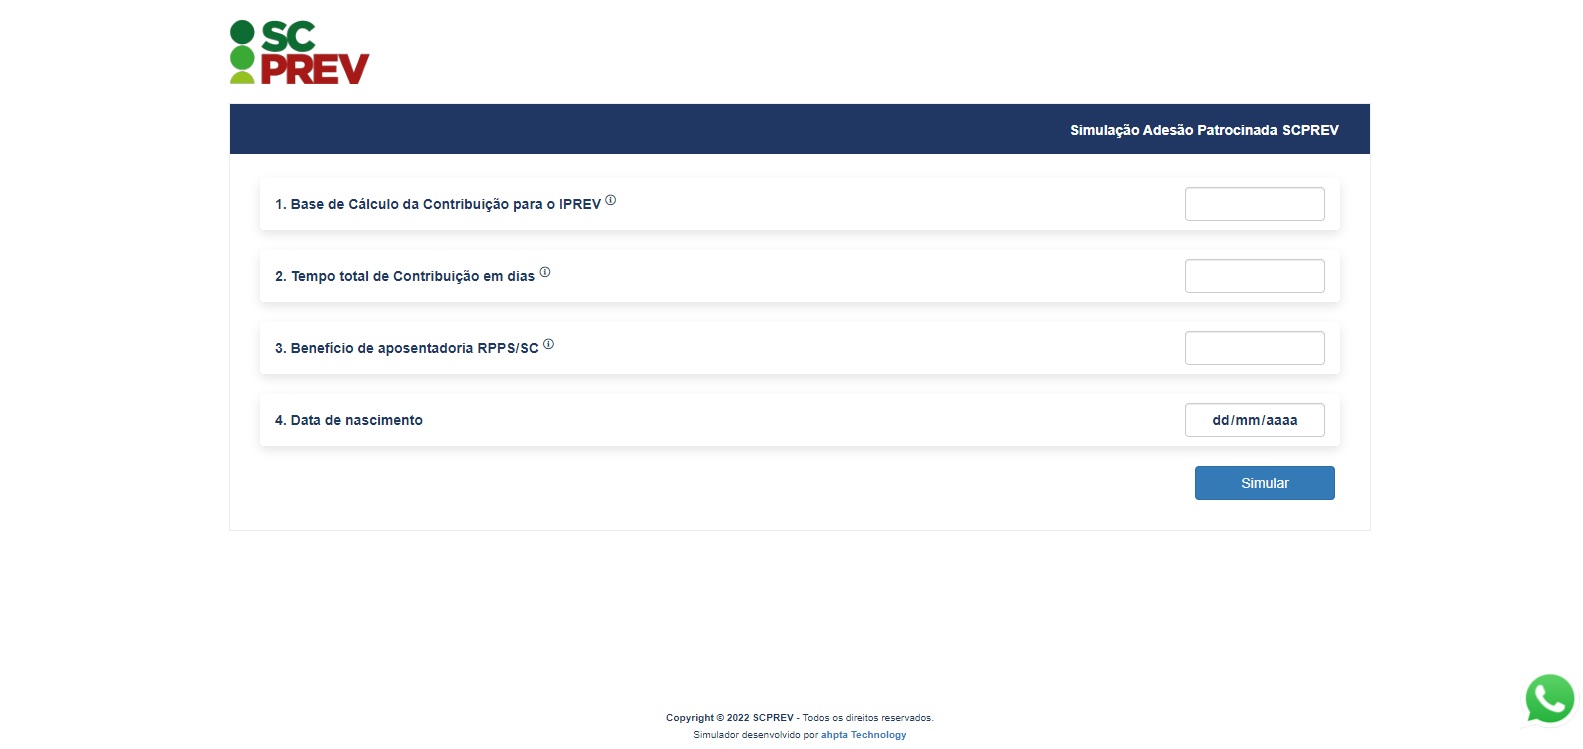 SC
PREV
Simulação Adesão Patrocinada SCPREV
1. Base de Cálculo da Contribuição para o IPREV
2. Tempo total de Contribuição em dias
3. Benefício de aposentadoria RPPS/SC
4. Data de nascimento
dd/mm/aaaa
Simular
Copyright © 2022 SCPREV - Todos os direitos reservados.
Simulador desenvolvido por ahpta Technology